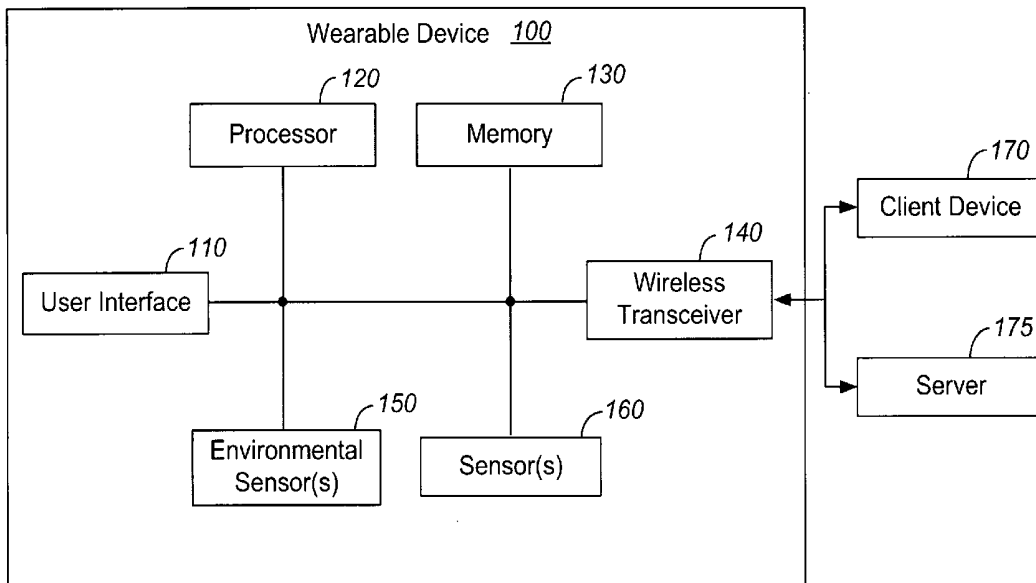 Wearable Device 100
120
Processor
130
Memory
170
Client Device
110
User Interface
140
Wireless
Transceiver
175
Server
150
Environmental
Sensor(s)
160
Sensor(s)